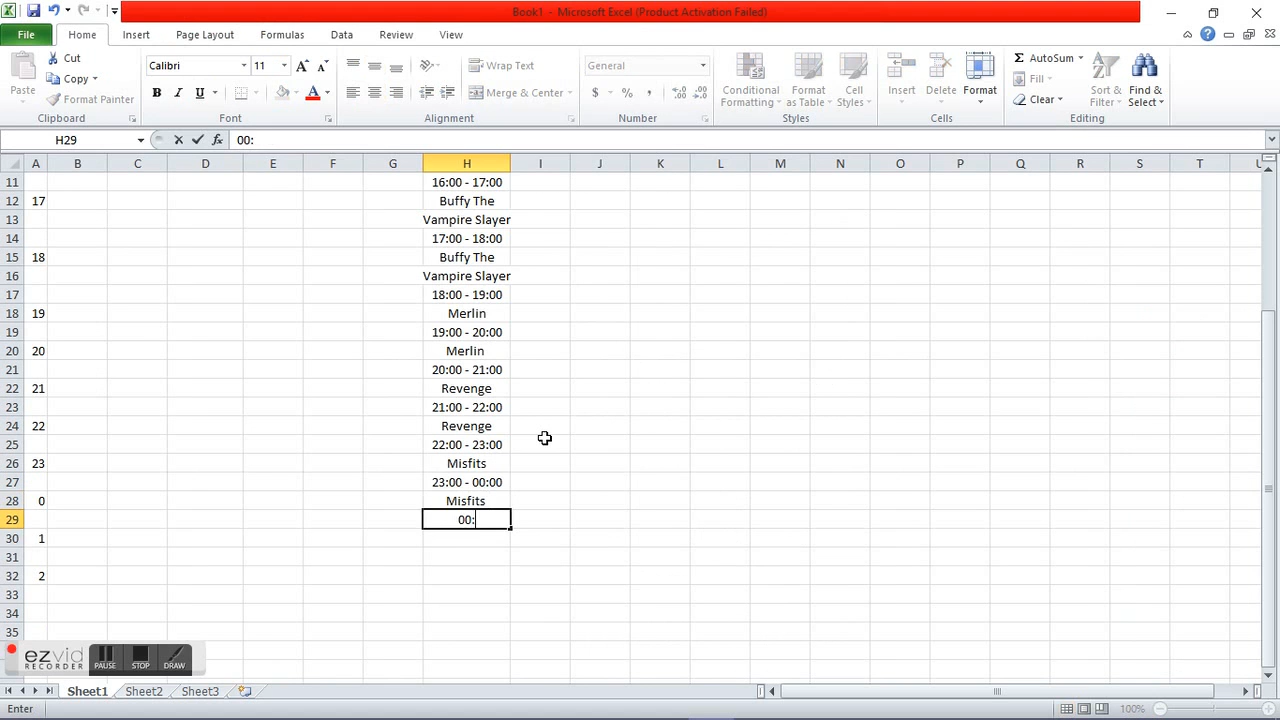 Book1 - Microsoft Excel (Product Activation Failed)
File Home Insert Page Layout Formulas Data Review View
Cut
Copy
Format Painter
Paste
Clipboard
Calibri 11
B I U
Font
Wrap Text
Merge & Center
Alignment
General
$ % ,
Number
Conditional Formatting
Format as Table
Cell Styles
Styles
Insert Delete Format
Cells
AutoSum
Fill
Clear
Sort & Filter
Find & Select
Editing
H29 fx 00:
A B C D E F G H I J K L M N O P Q R S T U
11 16:00 - 17:00
12 17 Buffy The
13 Vampire Slayer
14 17:00 - 18:00
15 18 Buffy The
16 Vampire Slayer
17 18:00 - 19:00
18 19 Merlin
19 19:00 - 20:00
20 20 Merlin
21 20:00 - 21:00
22 21 Revenge
23 21:00 - 22:00
24 22 Revenge
25 22:00 - 23:00
26 23 Misfits
27 23:00 - 00:00
28 0 Misfits
29 00:
30 1
31
32 2
33
34
35
ezvid
RECORDER
PAUSE STOP DRAW
Sheet1 Sheet2 Sheet3
Enter 100%